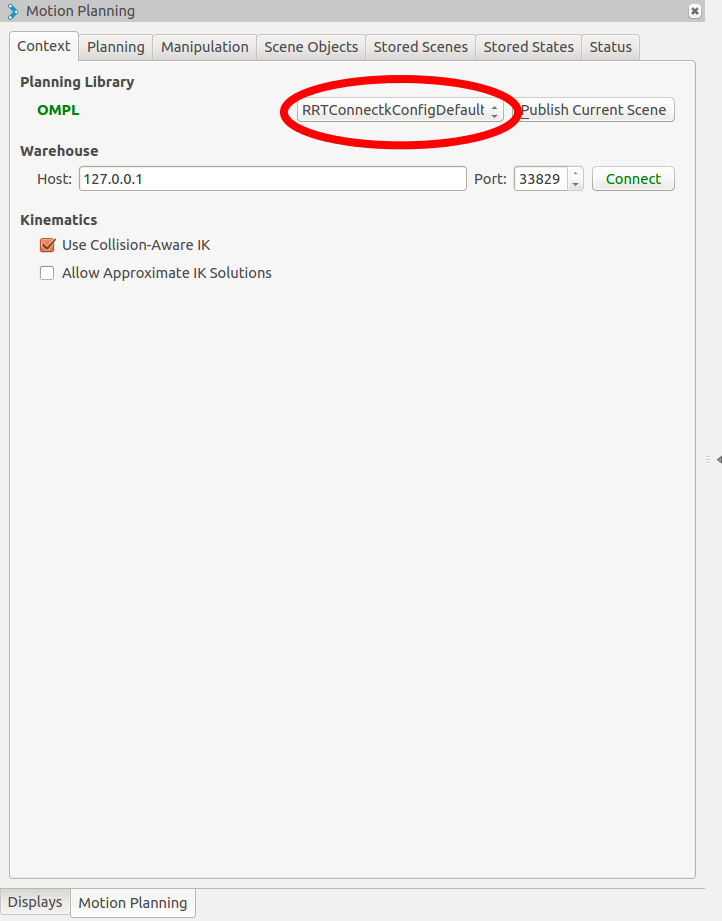 Motion Planning
Context Planning Manipulation Scene Objects Stored Scenes Stored States Status
Planning Library
OMPL RRTConnectkConfigDefault Publish Current Scene
Warehouse
Host: 127.0.0.1 Port: 33829 Connect
Kinematics
Use Collision-Aware IK
Allow Approximate IK Solutions
Displays Motion Planning